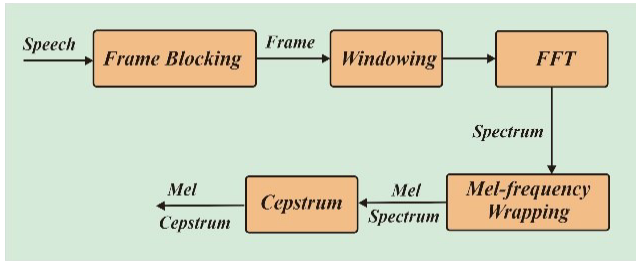 Speech
Frame Blocking
Frame
Windowing
FFT
Spectrum
Mel-frequency
Wrapping
Mel
Spectrum
Cepstrum
Mel
Cepstrum